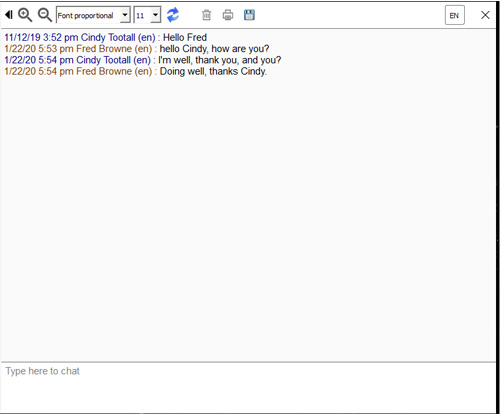 Font proportional 11 EN
11/12/19 3:52 pm Cindy Tootall (en) : Hello Fred
1/22/20 5:53 pm Fred Browne (en) : hello Cindy, how are you?
1/22/20 5:54 pm Cindy Tootall (en) : I'm well, thank you, and you?
1/22/20 5:54 pm Fred Browne (en) : Doing well, thanks Cindy.
Type here to chat